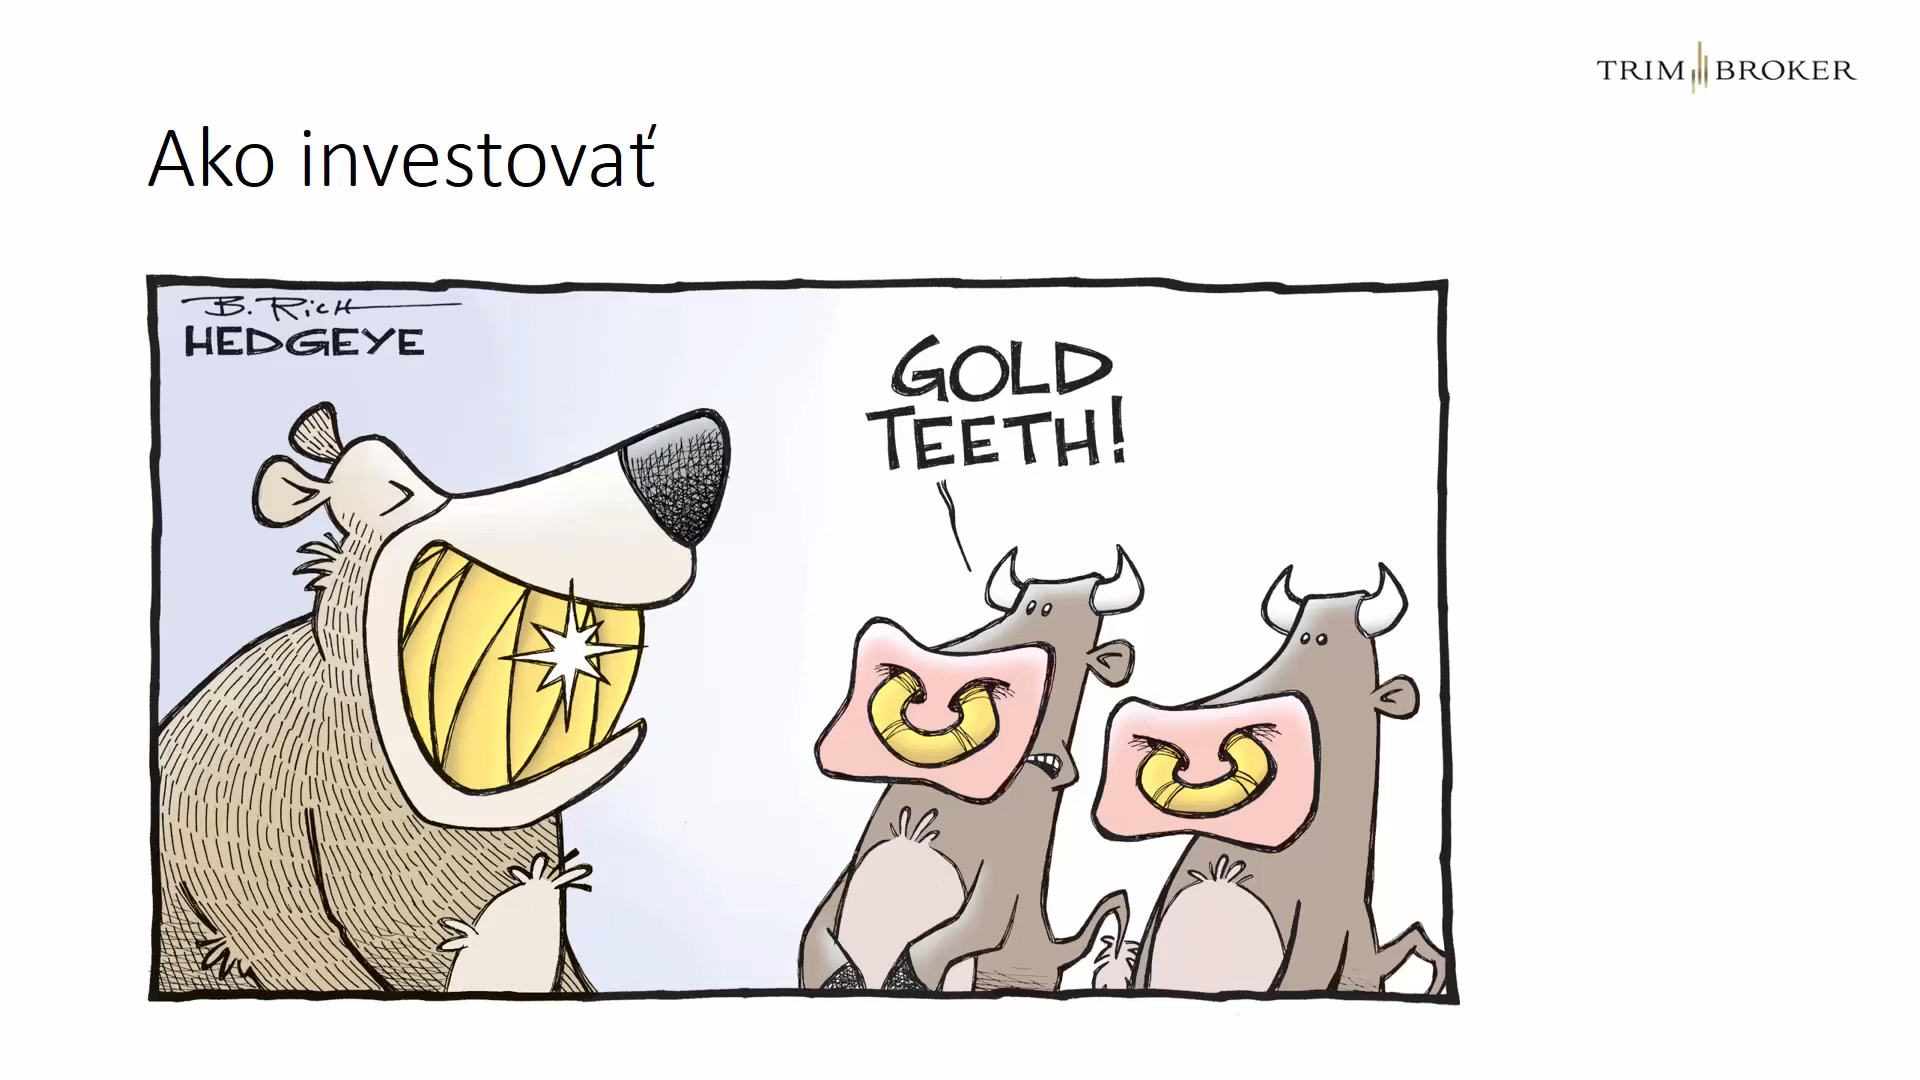 TRIM BROKER
Ako investovať
B. RICH
HEDGEYE
GOLD
TEETH!